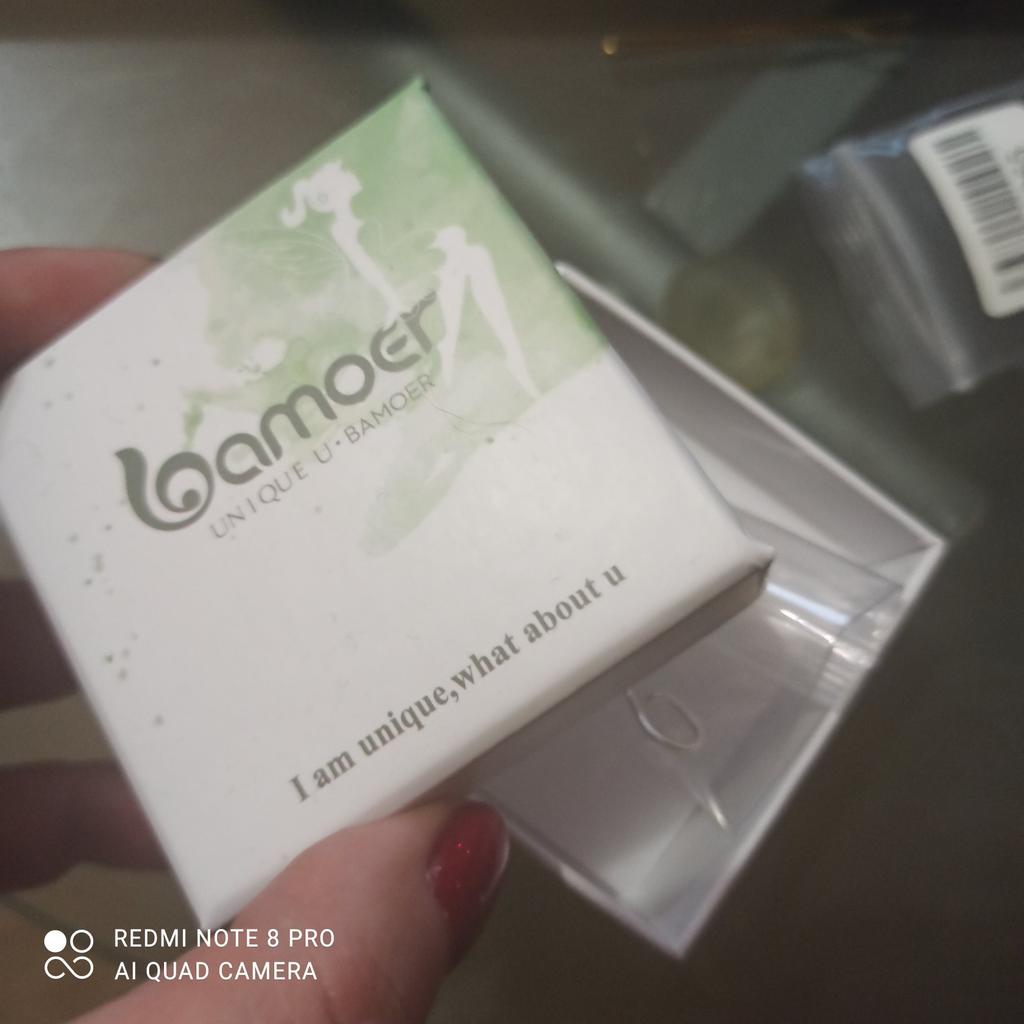 bamoer
UNIQUE U·BAMOER
I am unique,what about u
REDMI NOTE 8 PRO
AI QUAD CAMERA